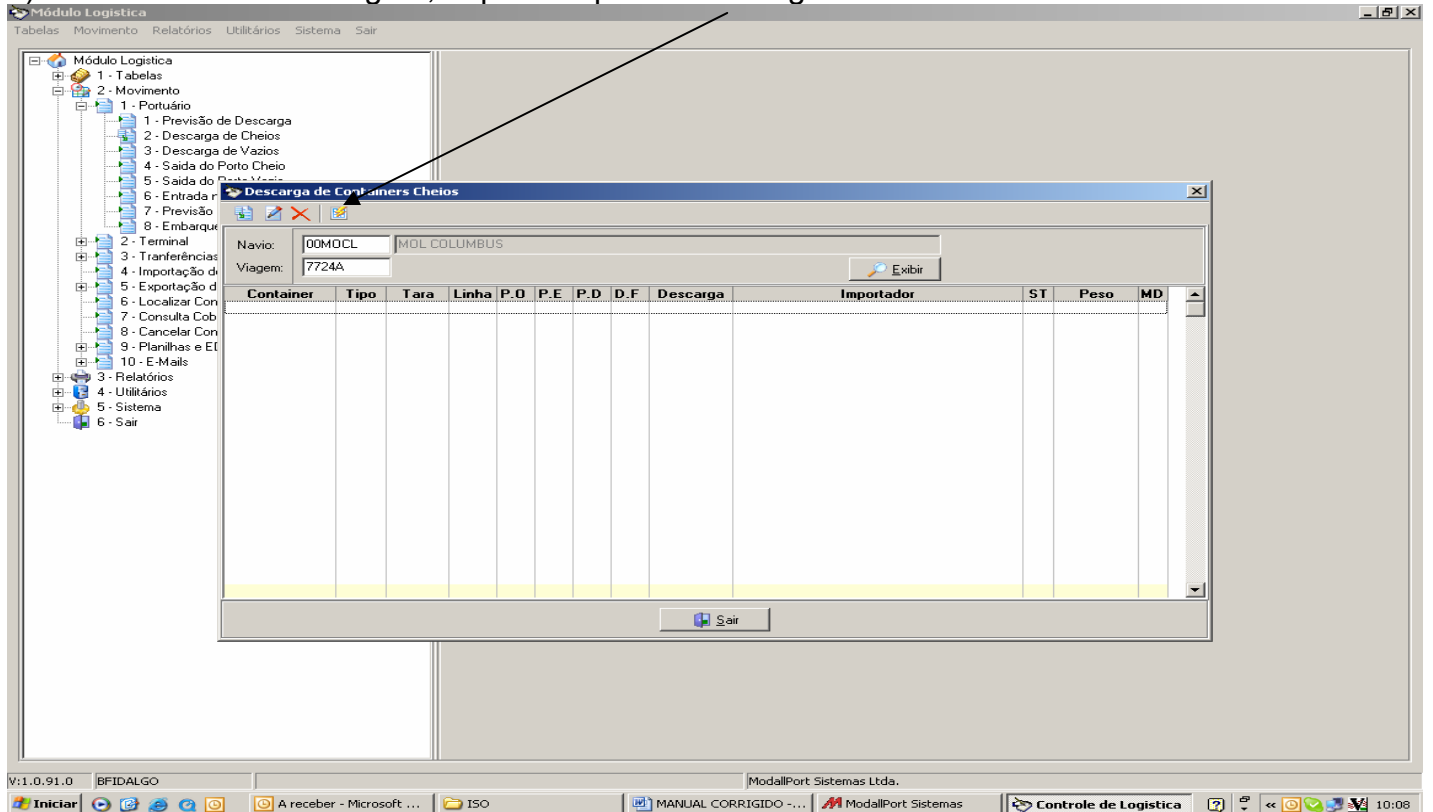 Módulo Logistica
Tabelas Movimento Relatórios Utilitários Sistema Sair
Módulo Logistica
1 - Tabelas
2 - Movimento
1 - Portuário
1 - Previsão de Descarga
2 - Descarga de Cheios
3 - Descarga de Vazios
4 - Saida do Porto Cheio
5 - Saida do Porto Vazio
6 - Entrada n
7 - Previsão
8 - Embarque
2 - Terminal
3 - Tranferências
4 - Importação d
5 - Exportação d
6 - Localizar Con
7 - Consulta Cob
8 - Cancelar Con
9 - Planilhas e ED
10 - E-Mails
3 - Relatórios
4 - Utilitários
5 - Sistema
6 - Sair
Descarga de Containers Cheios
Navio: 00MOCL MOL COLUMBUS
Viagem: 7724A Exibir
Container Tipo Tara Linha P.O P.E P.D D.F Descarga Importador ST Peso MD
Sair
V:1.0.91.0 BFIDALGO ModallPort Sistemas Ltda.
Iniciar A receber - Microsoft ... ISO MANUAL CORRIGIDO -... ModallPort Sistemas Controle de Logistica 10:08